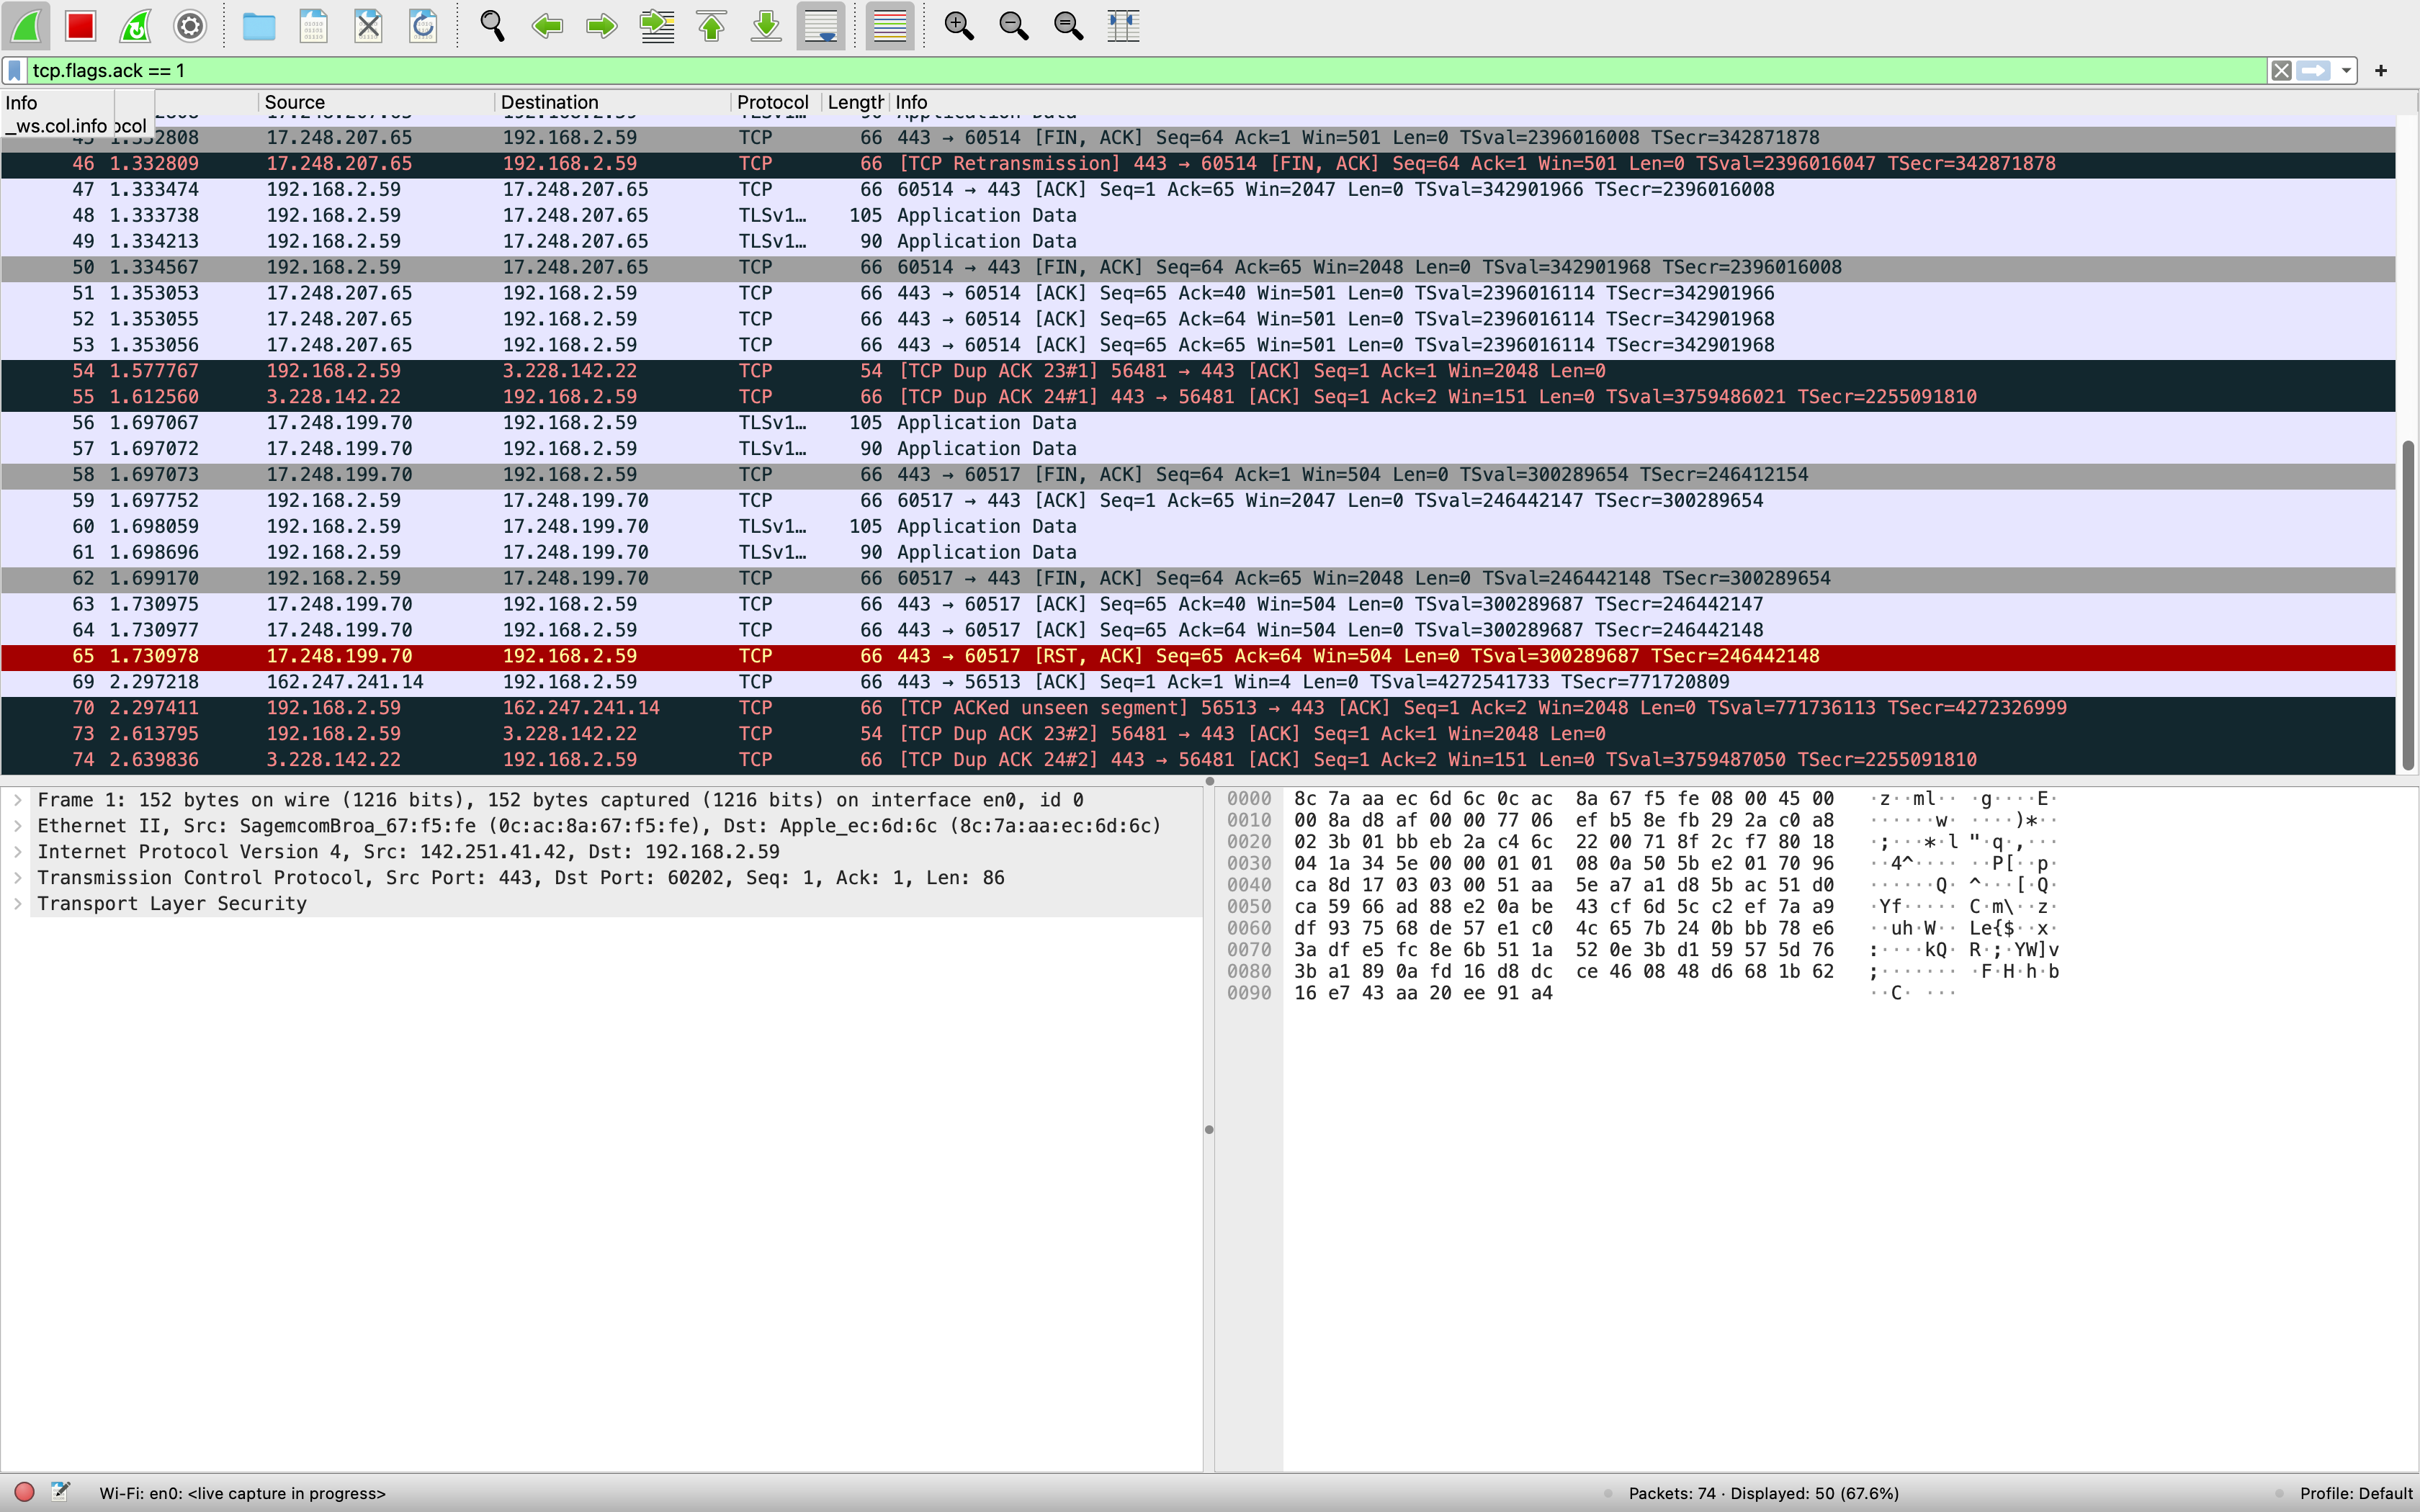 tcp.flags.ack == 1
Info
_ws.col.info ocol
Source Destination Protocol Length Info
1.332808 17.248.207.65 192.168.2.59 TCP 66 443 → 60514 [FIN, ACK] Seq=64 Ack=1 Win=501 Len=0 TSval=2396016008 TSecr=342871878
46 1.332809 17.248.207.65 192.168.2.59 TCP 66 [TCP Retransmission] 443 → 60514 [FIN, ACK] Seq=64 Ack=1 Win=501 Len=0 TSval=2396016047 TSecr=342871878
47 1.333474 192.168.2.59 17.248.207.65 TCP 66 60514 → 443 [ACK] Seq=1 Ack=65 Win=2047 Len=0 TSval=342901966 TSecr=2396016008
48 1.333738 192.168.2.59 17.248.207.65 TLSv1… 105 Application Data
49 1.334213 192.168.2.59 17.248.207.65 TLSv1… 90 Application Data
50 1.334567 192.168.2.59 17.248.207.65 TCP 66 60514 → 443 [FIN, ACK] Seq=64 Ack=65 Win=2048 Len=0 TSval=342901968 TSecr=2396016008
51 1.353053 17.248.207.65 192.168.2.59 TCP 66 443 → 60514 [ACK] Seq=65 Ack=40 Win=501 Len=0 TSval=2396016114 TSecr=342901966
52 1.353055 17.248.207.65 192.168.2.59 TCP 66 443 → 60514 [ACK] Seq=65 Ack=64 Win=501 Len=0 TSval=2396016114 TSecr=342901968
53 1.353056 17.248.207.65 192.168.2.59 TCP 66 443 → 60514 [ACK] Seq=65 Ack=65 Win=501 Len=0 TSval=2396016114 TSecr=342901968
54 1.577767 192.168.2.59 3.228.142.22 TCP 54 [TCP Dup ACK 23#1] 56481 → 443 [ACK] Seq=1 Ack=1 Win=2048 Len=0
55 1.612560 3.228.142.22 192.168.2.59 TCP 66 [TCP Dup ACK 24#1] 443 → 56481 [ACK] Seq=1 Ack=2 Win=151 Len=0 TSval=3759486021 TSecr=2255091810
56 1.697067 17.248.199.70 192.168.2.59 TLSv1… 105 Application Data
57 1.697072 17.248.199.70 192.168.2.59 TLSv1… 90 Application Data
58 1.697073 17.248.199.70 192.168.2.59 TCP 66 443 → 60517 [FIN, ACK] Seq=64 Ack=1 Win=504 Len=0 TSval=300289654 TSecr=246412154
59 1.697752 192.168.2.59 17.248.199.70 TCP 66 60517 → 443 [ACK] Seq=1 Ack=65 Win=2047 Len=0 TSval=246442147 TSecr=300289654
60 1.698059 192.168.2.59 17.248.199.70 TLSv1… 105 Application Data
61 1.698696 192.168.2.59 17.248.199.70 TLSv1… 90 Application Data
62 1.699170 192.168.2.59 17.248.199.70 TCP 66 60517 → 443 [FIN, ACK] Seq=64 Ack=65 Win=2048 Len=0 TSval=246442148 TSecr=300289654
63 1.730975 17.248.199.70 192.168.2.59 TCP 66 443 → 60517 [ACK] Seq=65 Ack=40 Win=504 Len=0 TSval=300289687 TSecr=246442147
64 1.730977 17.248.199.70 192.168.2.59 TCP 66 443 → 60517 [ACK] Seq=65 Ack=64 Win=504 Len=0 TSval=300289687 TSecr=246442148
65 1.730978 17.248.199.70 192.168.2.59 TCP 66 443 → 60517 [RST, ACK] Seq=65 Ack=64 Win=504 Len=0 TSval=300289687 TSecr=246442148
69 2.297218 162.247.241.14 192.168.2.59 TCP 66 443 → 56513 [ACK] Seq=1 Ack=1 Win=4 Len=0 TSval=4272541733 TSecr=771720809
70 2.297411 192.168.2.59 162.247.241.14 TCP 66 [TCP ACKed unseen segment] 56513 → 443 [ACK] Seq=1 Ack=2 Win=2048 Len=0 TSval=771736113 TSecr=4272326999
73 2.613795 192.168.2.59 3.228.142.22 TCP 54 [TCP Dup ACK 23#2] 56481 → 443 [ACK] Seq=1 Ack=1 Win=2048 Len=0
74 2.639836 3.228.142.22 192.168.2.59 TCP 66 [TCP Dup ACK 24#2] 443 → 56481 [ACK] Seq=1 Ack=2 Win=151 Len=0 TSval=3759487050 TSecr=2255091810
Frame 1: 152 bytes on wire (1216 bits), 152 bytes captured (1216 bits) on interface en0, id 0
Ethernet II, Src: SagemcomBroa_67:f5:fe (0c:ac:8a:67:f5:fe), Dst: Apple_ec:6d:6c (8c:7a:aa:ec:6d:6c)
Internet Protocol Version 4, Src: 142.251.41.42, Dst: 192.168.2.59
Transmission Control Protocol, Src Port: 443, Dst Port: 60202, Seq: 1, Ack: 1, Len: 86
Transport Layer Security
0000 8c 7a aa ec 6d 6c 0c ac 8a 67 f5 fe 08 00 45 00 ·z··ml·· ·g····E·
0010 00 8a d8 af 00 00 77 06 ef b5 8e fb 29 2a c0 a8 ······w· ····)*··
0020 02 3b 01 bb eb 2a c4 6c 22 00 71 8f 2c f7 80 18 ·;···*·l "·q·,···
0030 04 1a 34 5e 00 00 01 01 08 0a 50 5b e2 01 70 96 ··4^···· ··P[··p·
0040 ca 8d 17 03 03 00 51 aa 5e a7 a1 d8 5b ac 51 d0 ······Q· ^···[·Q·
0050 ca 59 66 ad 88 e2 0a be 43 cf 6d 5c c2 ef 7a a9 ·Yf····· C·m\··z·
0060 df 93 75 68 de 57 e1 c0 4c 65 7b 24 0b bb 78 e6 ··uh·W·· Le{$··x·
0070 3a df e5 fc 8e 6b 51 1a 52 0e 3b d1 59 57 5d 76 :····kQ· R·;·YW]v
0080 3b a1 89 0a fd 16 d8 dc ce 46 08 48 d6 68 1b 62 ;······· ·F·H·h·b
0090 16 e7 43 aa 20 ee 91 a4 ··C· ···
Wi-Fi: en0: <live capture in progress> Packets: 74 · Displayed: 50 (67.6%) Profile: Default